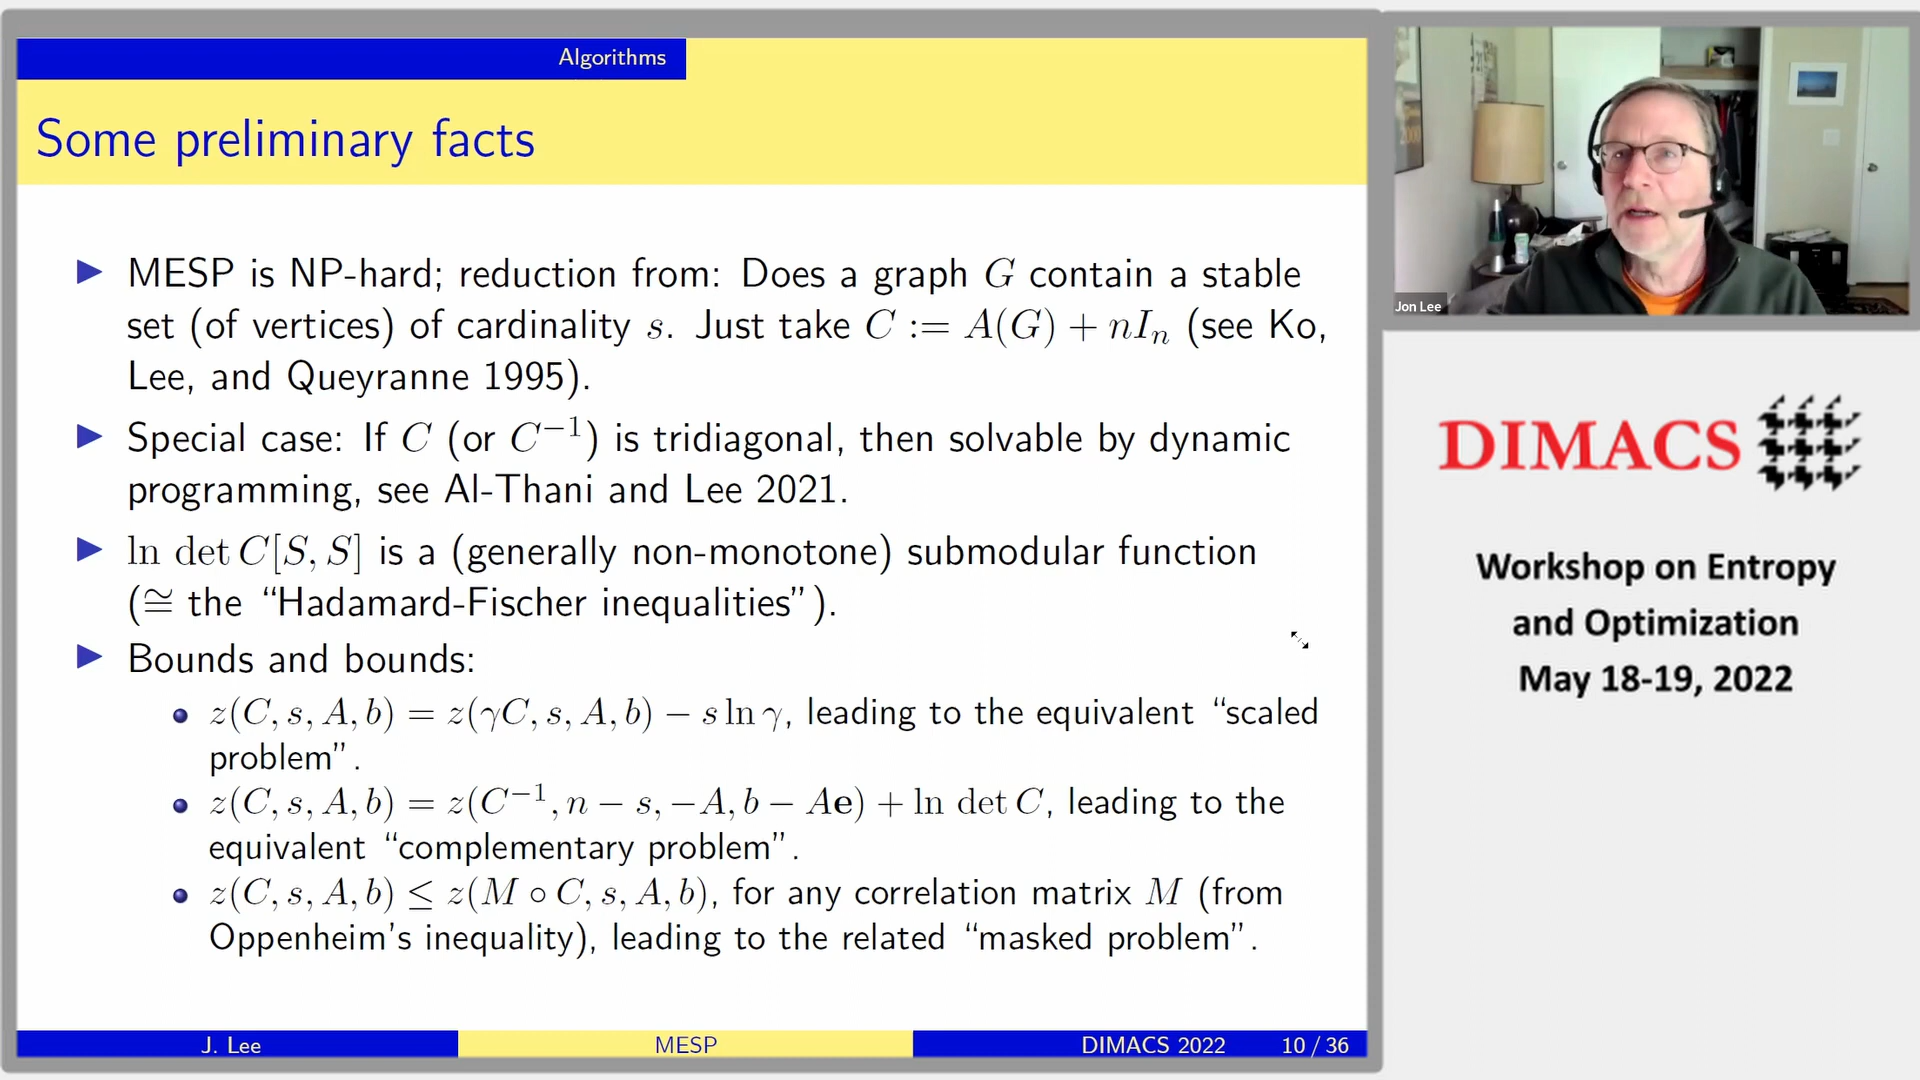 Algorithms
Some preliminary facts
▶ MESP is NP-hard; reduction from: Does a graph G contain a stable
set (of vertices) of cardinality s. Just take C := A(G) + nIₙ (see Ko,
Lee, and Queyranne 1995).
▶ Special case: If C (or C⁻¹) is tridiagonal, then solvable by dynamic
programming, see Al-Thani and Lee 2021.
▶ ln det C[S, S] is a (generally non-monotone) submodular function
(≅ the “Hadamard-Fischer inequalities”).
▶ Bounds and bounds:
• z(C, s, A, b) = z(γC, s, A, b) − s ln γ, leading to the equivalent “scaled
problem”.
• z(C, s, A, b) = z(C⁻¹, n − s, −A, b − Ae) + ln det C, leading to the
equivalent “complementary problem”.
• z(C, s, A, b) ≤ z(M ∘ C, s, A, b), for any correlation matrix M (from
Oppenheim's inequality), leading to the related “masked problem”.
J. Lee
MESP
DIMACS 2022
10 / 36
Jon Lee
DIMACS
Workshop on Entropy
and Optimization
May 18-19, 2022